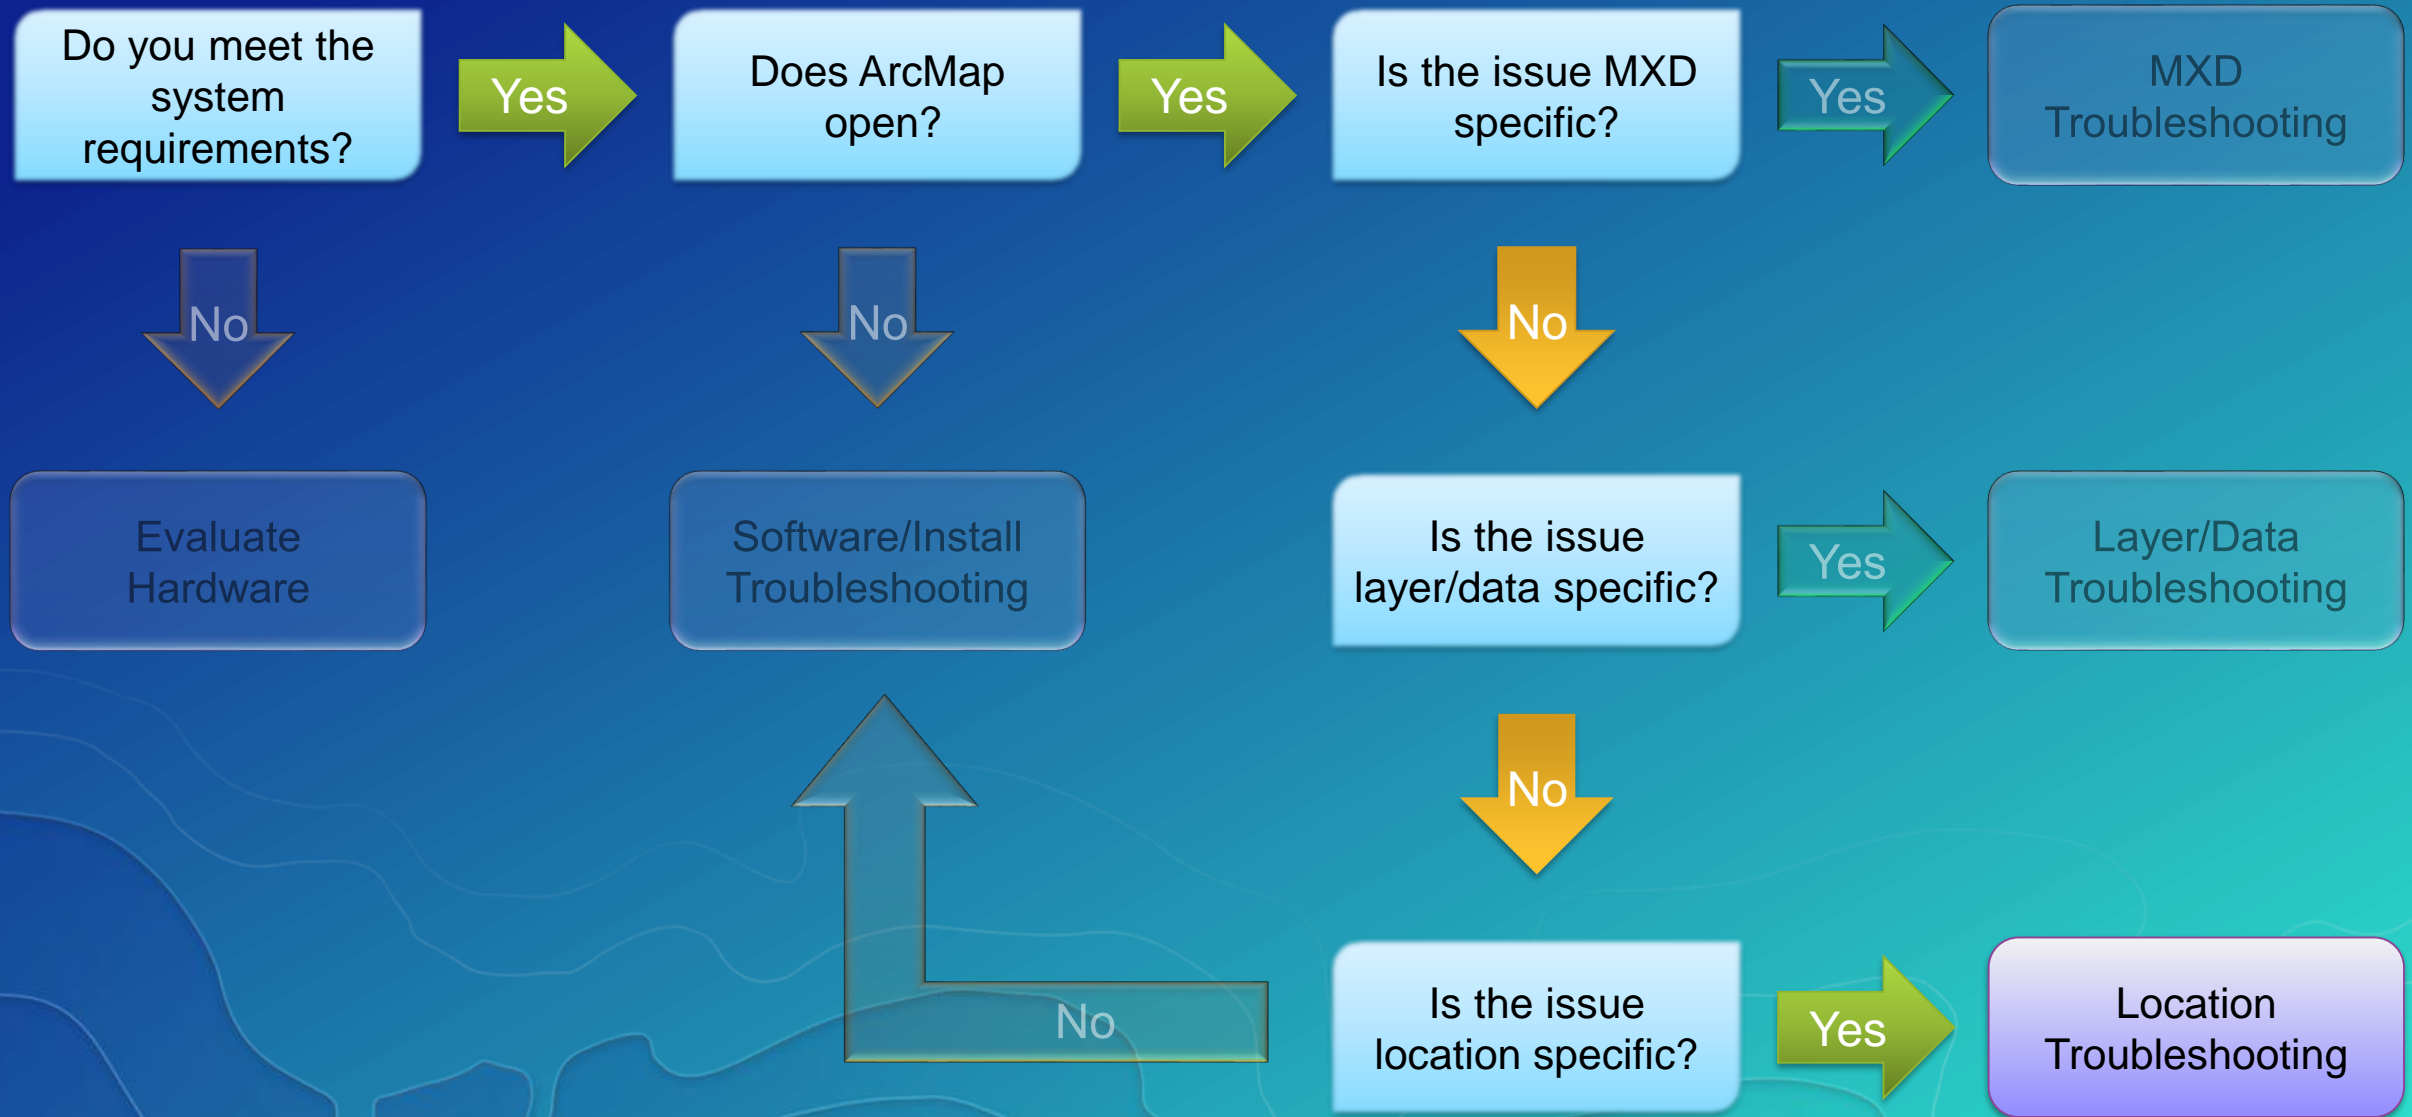 Do you meet the
system
requirements?
Yes
Does ArcMap
open?
Yes
Is the issue MXD
specific?
Yes
MXD
Troubleshooting
No
No
No
Evaluate
Hardware
Software/Install
Troubleshooting
Is the issue
layer/data specific?
Yes
Layer/Data
Troubleshooting
No
No
Is the issue
location specific?
Yes
Location
Troubleshooting